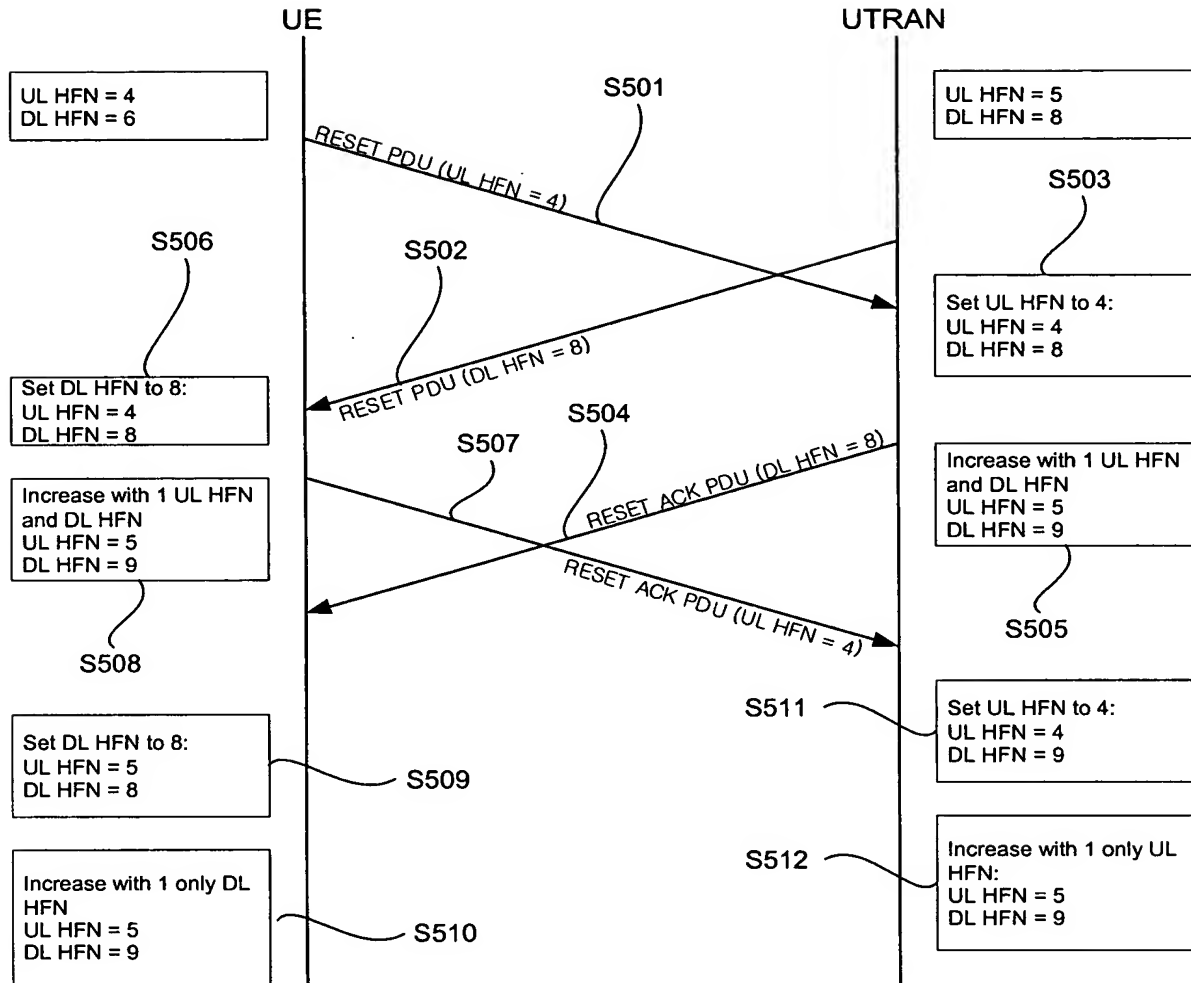 UE
UTRAN
UL HFN = 4
DL HFN = 6
S501
UL HFN = 5
DL HFN = 8
RESET PDU (UL HFN = 4)
S503
S506
S502
Set UL HFN to 4:
UL HFN = 4
DL HFN = 8
RESET PDU (DL HFN = 8)
Set DL HFN to 8:
UL HFN = 4
DL HFN = 8
S507
S504
RESET ACK PDU (DL HFN = 8)
Increase with 1 UL HFN
and DL HFN
UL HFN = 5
DL HFN = 9
Increase with 1 UL HFN
and DL HFN
UL HFN = 5
DL HFN = 9
RESET ACK PDU (UL HFN = 4)
S508
S505
S511
Set UL HFN to 4:
UL HFN = 4
DL HFN = 9
Set DL HFN to 8:
UL HFN = 5
DL HFN = 8
S509
S512
Increase with 1 only UL
HFN:
UL HFN = 5
DL HFN = 9
Increase with 1 only DL
HFN
UL HFN = 5
DL HFN = 9
S510